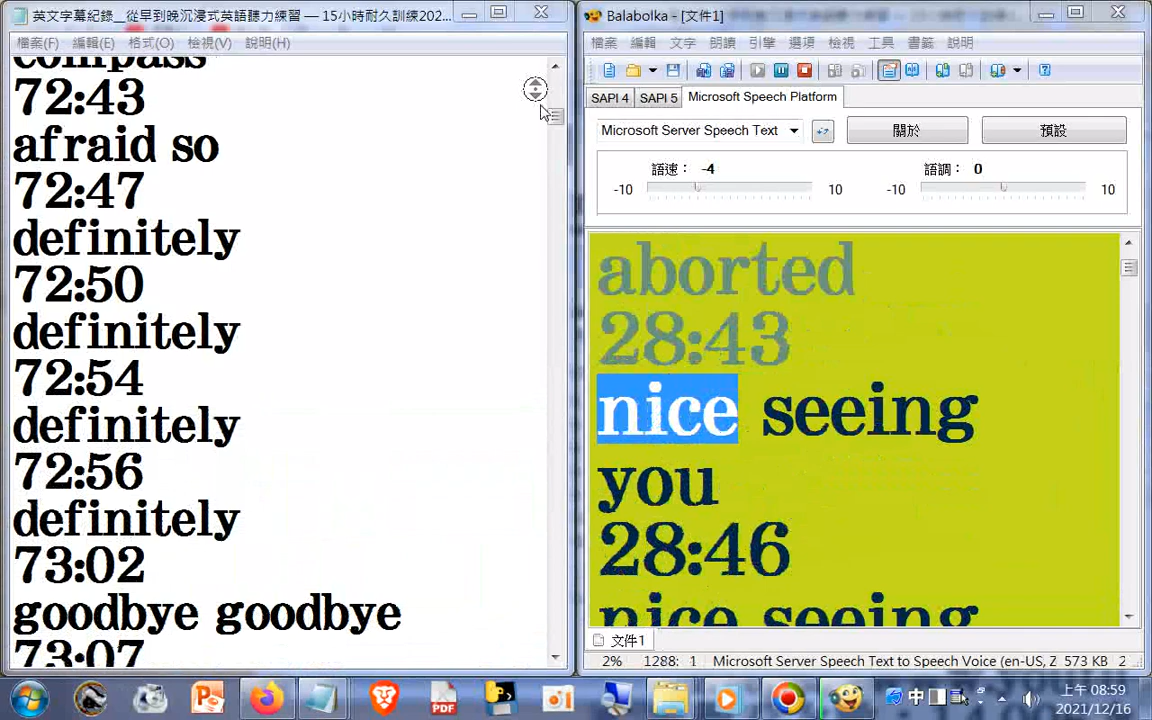 英文字幕紀錄__從早到晚沉浸式英語聽力練習 — 15小時耐久訓練202...
檔案(F) 編輯(E) 格式(O) 檢視(V) 說明(H)
compass
72:43
afraid so
72:47
definitely
72:50
definitely
72:54
definitely
72:56
definitely
73:02
goodbye goodbye
73:07
Balabolka - [文件1]
檔案 編輯 文字 朗讀 引擎 選項 檢視 工具 書籤 說明
SAPI 4 SAPI 5 Microsoft Speech Platform
Microsoft Server Speech Text 關於 預設
語速： -4 語調： 0
-10 10 -10 10
aborted
28:43
nice seeing
you
28:46
nice seeing
文件1
2% 1288: 1 Microsoft Server Speech Text to Speech Voice (en-US, Z 573 KB 2
PDF 中 上午 08:59
2021/12/16